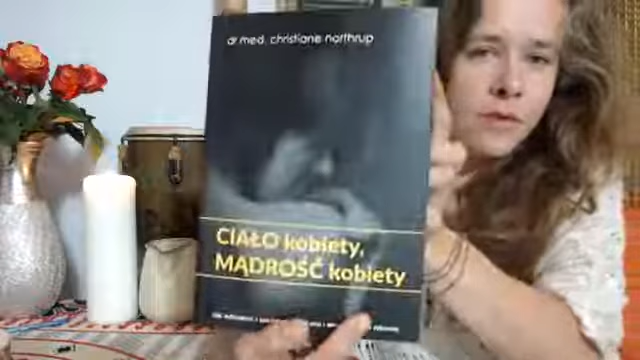 dr med. christiane northrup
CIAŁO kobiety,
MĄDROŚĆ kobiety